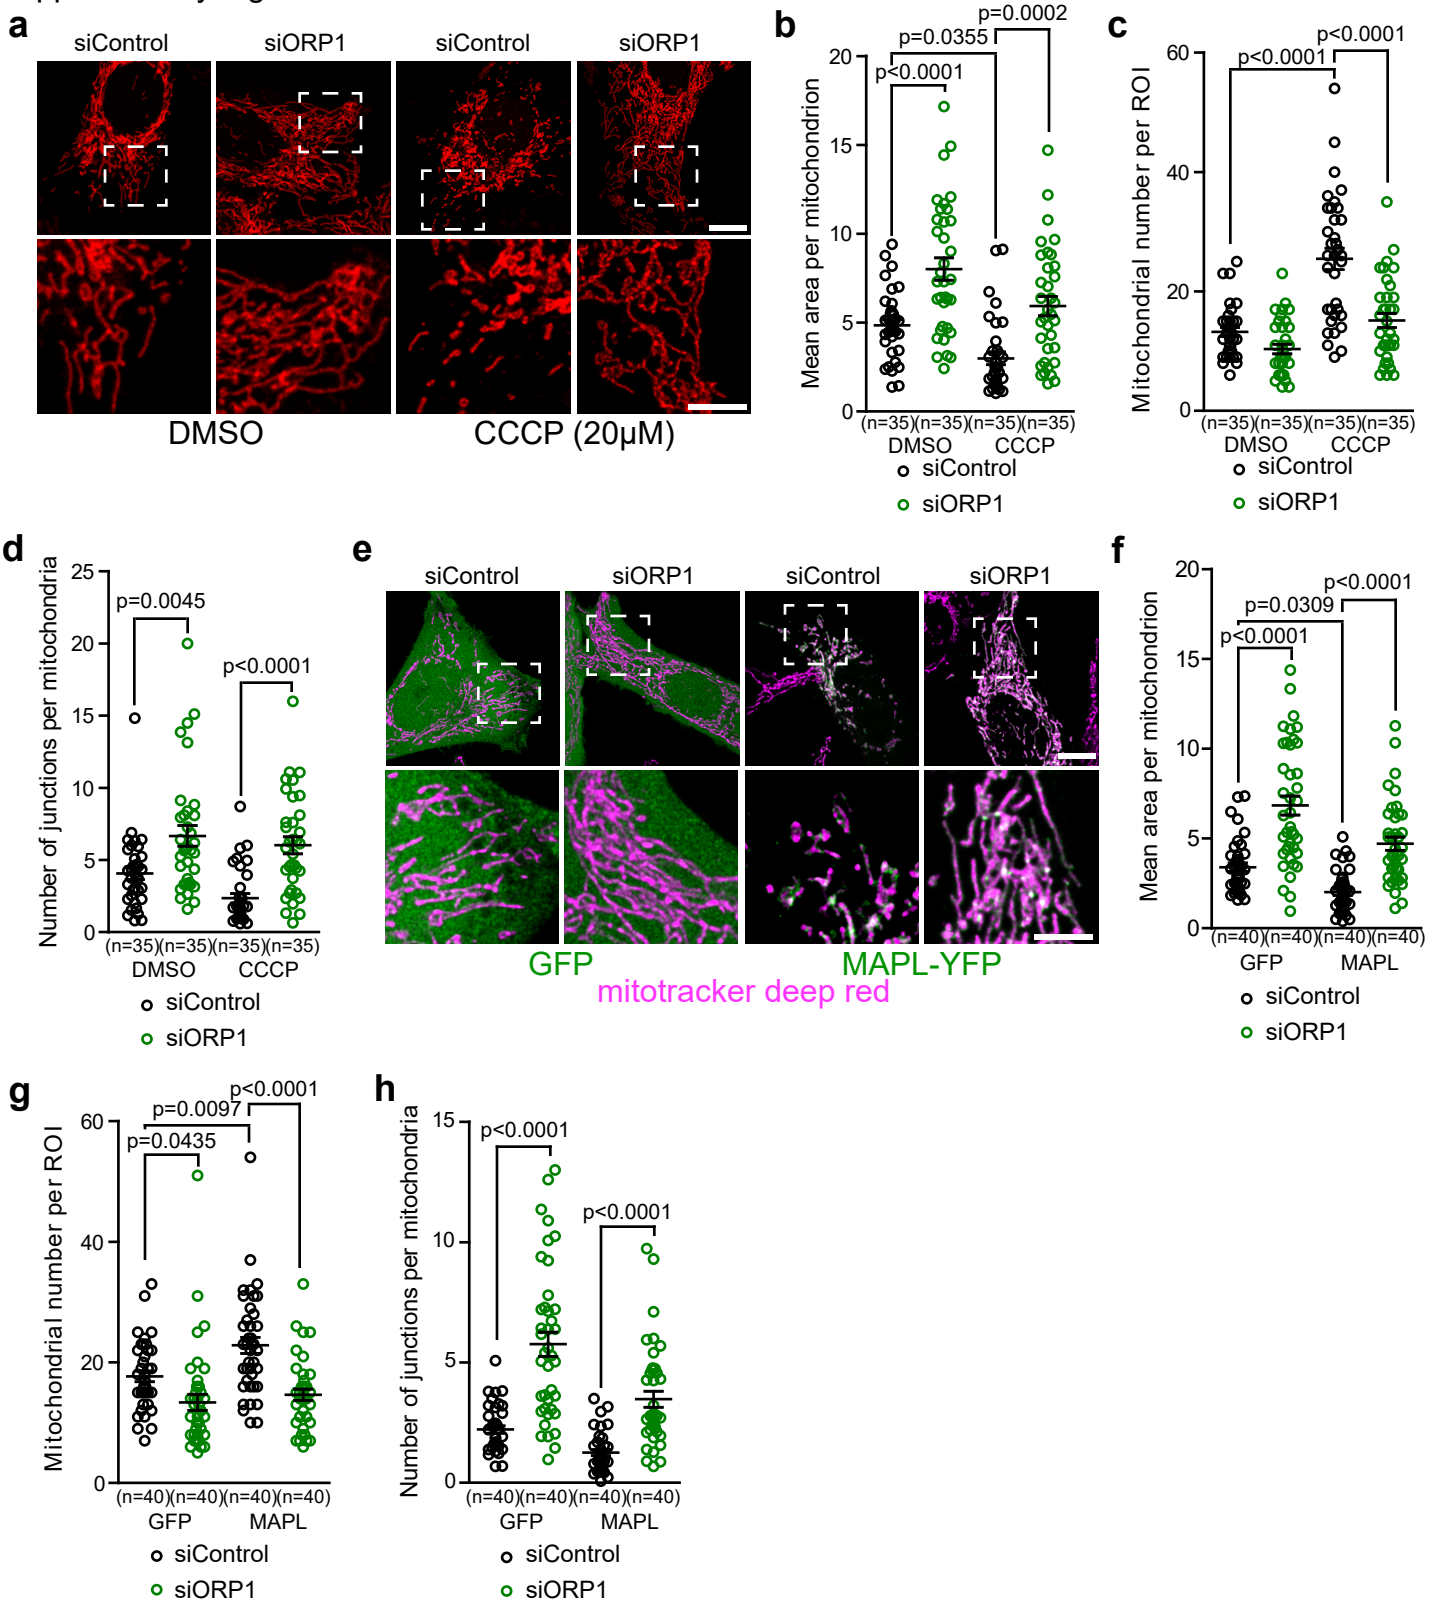 a
siControl siORP1 siControl siORP1
DMSO CCCP (20µM)
b
p=0.0002
p=0.0355
p<0.0001
Mean area per mitochondrion
20
15
10
5
0
(n=35)(n=35)(n=35)(n=35)
DMSO CCCP
siControl
siORP1
c
p<0.0001
p<0.0001
Mitochondrial number per ROI
60
40
20
0
(n=35)(n=35)(n=35)(n=35)
DMSO CCCP
siControl
siORP1
d
p=0.0045
p<0.0001
Number of junctions per mitochondria
25
20
15
10
5
0
(n=35)(n=35)(n=35)(n=35)
DMSO CCCP
siControl
siORP1
e
siControl siORP1 siControl siORP1
GFP MAPL-YFP
mitotracker deep red
f
p<0.0001
p=0.0309
p<0.0001
Mean area per mitochondrion
20
15
10
5
0
(n=40)(n=40)(n=40)(n=40)
GFP MAPL
siControl
siORP1
g
p<0.0001
p=0.0097
p=0.0435
Mitochondrial number per ROI
60
40
20
0
(n=40)(n=40)(n=40)(n=40)
GFP MAPL
siControl
siORP1
h
p<0.0001
p<0.0001
Number of junctions per mitochondria
15
10
5
0
(n=40)(n=40)(n=40)(n=40)
GFP MAPL
siControl
siORP1